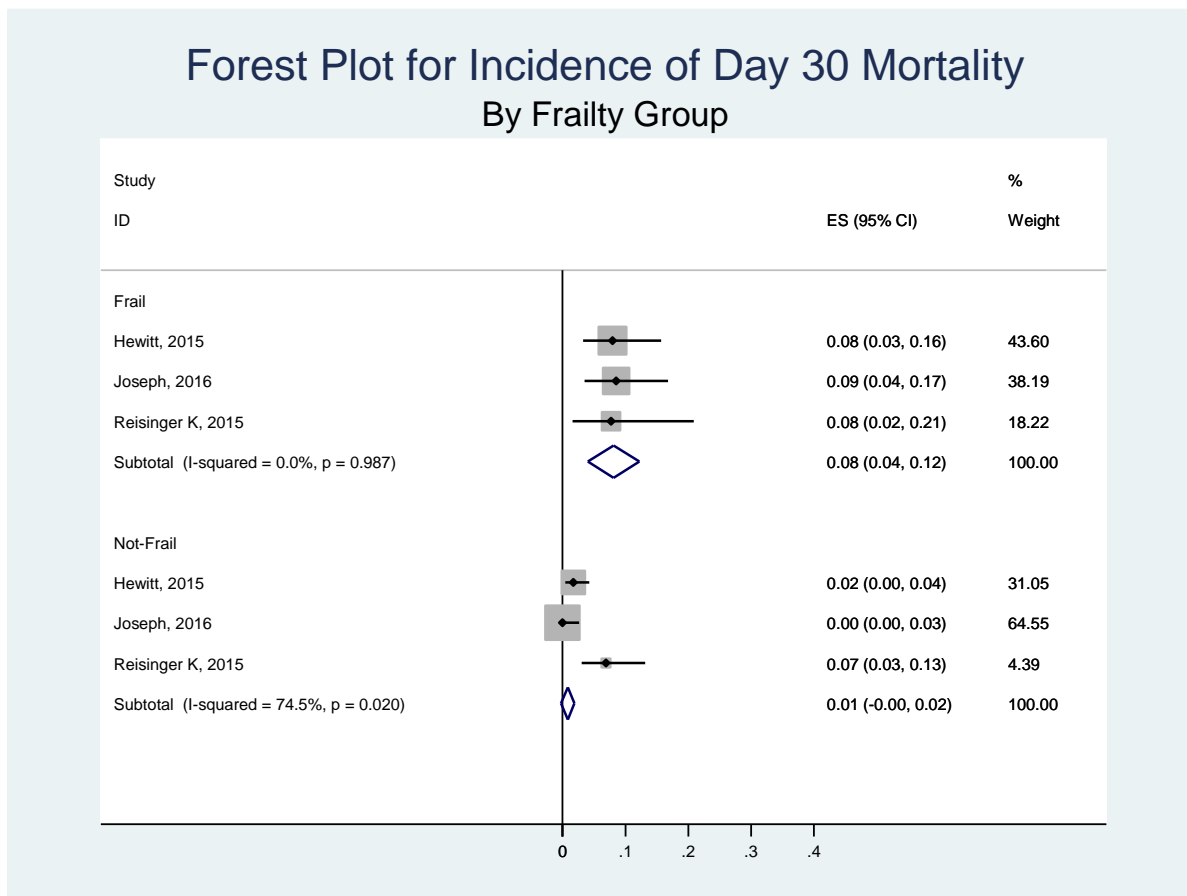 Forest Plot for Incidence of Day 30 Mortality
By Frailty Group
Study %
ID ES (95% CI) Weight
Frail
Hewitt, 2015 0.08 (0.03, 0.16) 43.60
Joseph, 2016 0.09 (0.04, 0.17) 38.19
Reisinger K, 2015 0.08 (0.02, 0.21) 18.22
Subtotal (I-squared = 0.0%, p = 0.987) 0.08 (0.04, 0.12) 100.00
Not-Frail
Hewitt, 2015 0.02 (0.00, 0.04) 31.05
Joseph, 2016 0.00 (0.00, 0.03) 64.55
Reisinger K, 2015 0.07 (0.03, 0.13) 4.39
Subtotal (I-squared = 74.5%, p = 0.020) 0.01 (-0.00, 0.02) 100.00
0 .1 .2 .3 .4